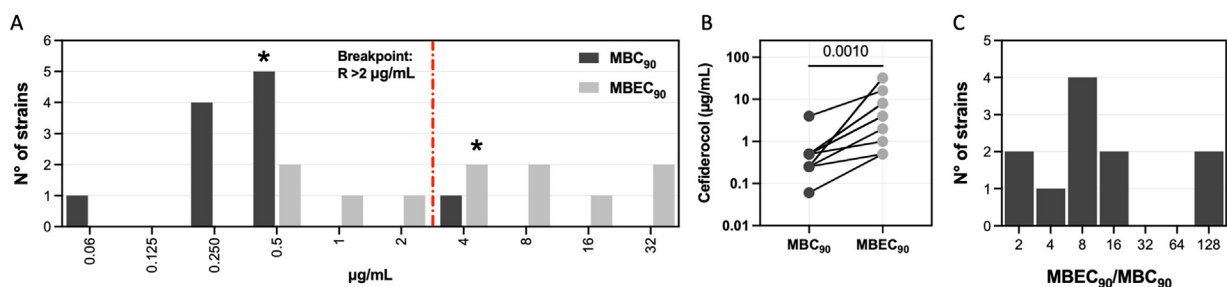 A
N° of strains
6
5
4
3
2
1
0
*
*
Breakpoint:
R >2 µg/mL
MBC90
MBEC90
0.06
0.125
0.250
0.5
1
2
4
8
16
32
µg/mL
B
Cefiderocol (µg/mL)
0.0010
100
10
1
0.1
0.01
MBC90
MBEC90
C
N° of strains
5
4
3
2
1
0
2
4
8
16
32
64
128
MBEC90/MBC90